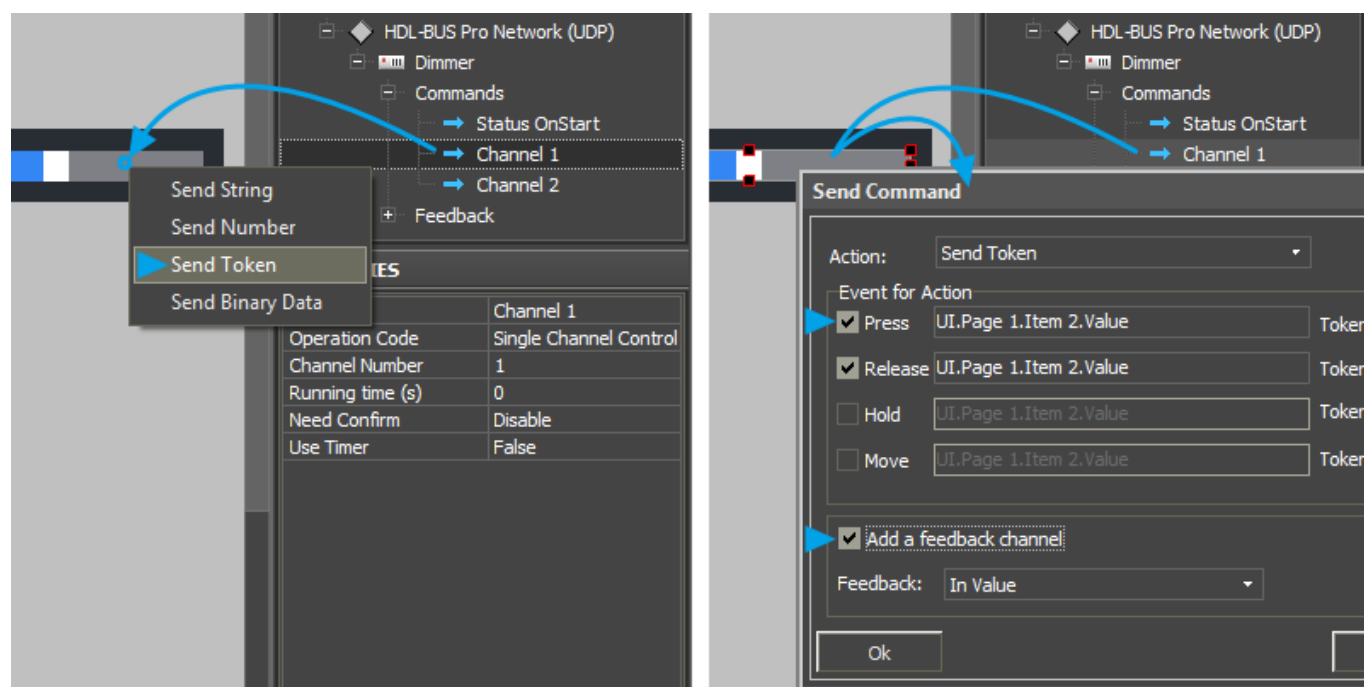 HDL-BUS Pro Network (UDP)
Dimmer
Commands
Status OnStart
Channel 1
Channel 2
Feedback
Send String
Send Number
Send Token
Send Binary Data
Channel 1
Operation Code Single Channel Control
Channel Number 1
Running time (s) 0
Need Confirm Disable
Use Timer False
HDL-BUS Pro Network (UDP)
Dimmer
Commands
Status OnStart
Channel 1
Send Command
Action: Send Token
Event for Action
Press UI.Page 1.Item 2.Value Token
Release UI.Page 1.Item 2.Value Token
Hold UI.Page 1.Item 2.Value Token
Move UI.Page 1.Item 2.Value Token
Add a feedback channel
Feedback: In Value
Ok